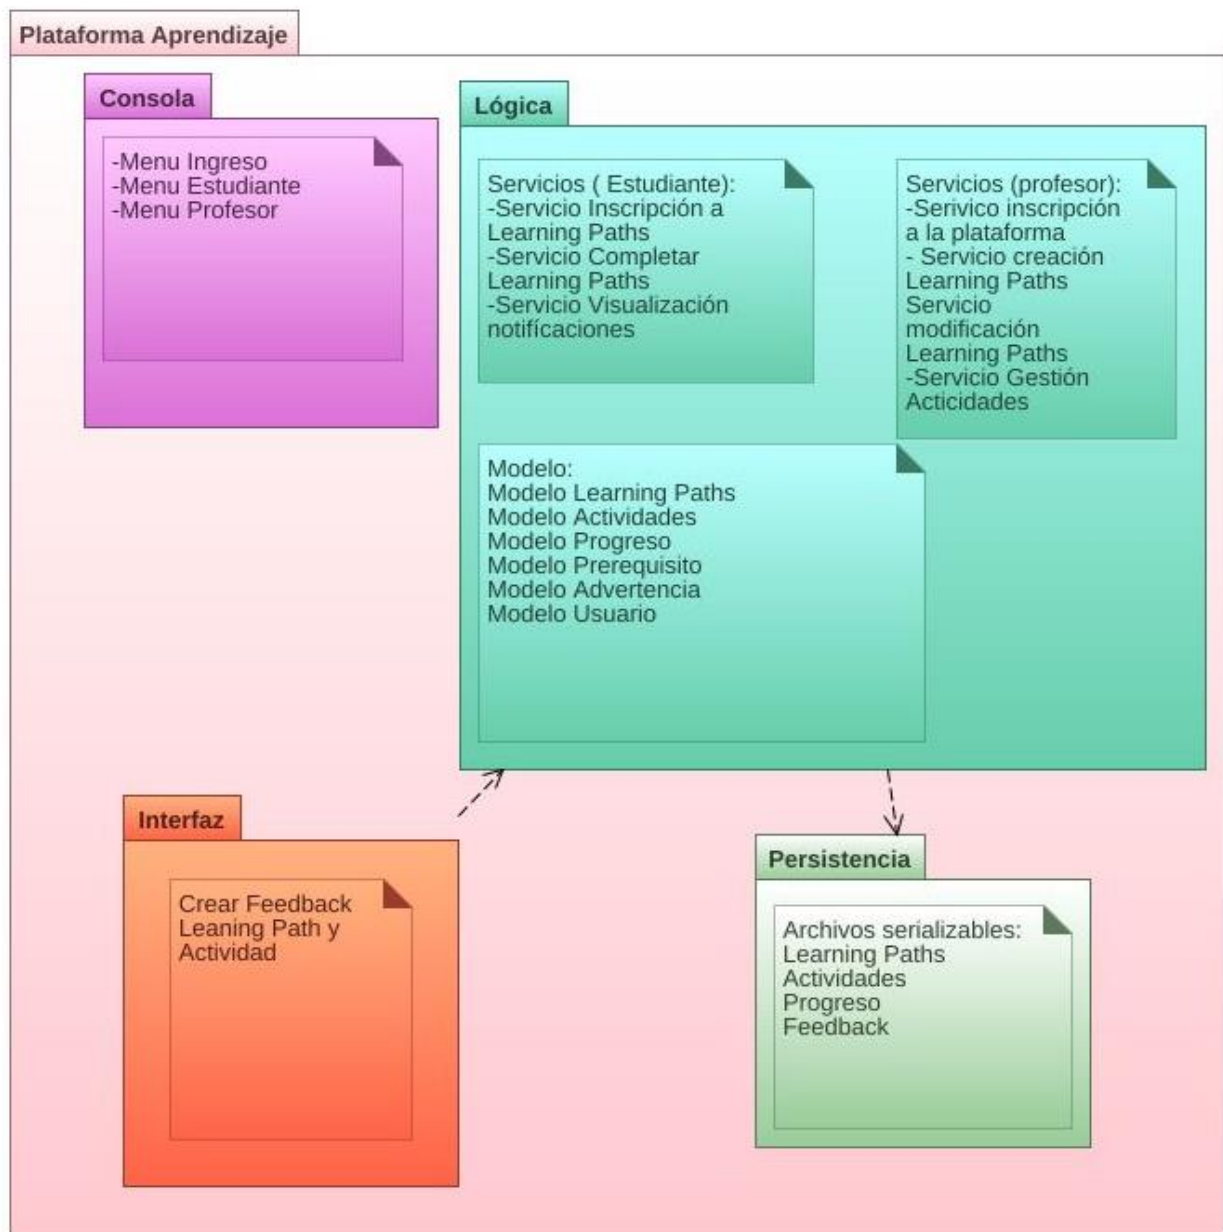 Plataforma Aprendizaje
Consola
-Menu Ingreso
-Menu Estudiante
-Menu Profesor
Lógica
Servicios ( Estudiante):
-Servicio Inscripción a
Learning Paths
-Servicio Completar
Learning Paths
-Servicio Visualización
notifícaciones
Servicios (profesor):
-Serivico inscripción
a la plataforma
- Servicio creación
Learning Paths
Servicio
modificación
Learning Paths
-Servicio Gestión
Acticidades
Modelo:
Modelo Learning Paths
Modelo Actividades
Modelo Progreso
Modelo Prerequisito
Modelo Advertencia
Modelo Usuario
Interfaz
Crear Feedback
Leaning Path y
Actividad
Persistencia
Archivos serializables:
Learning Paths
Actividades
Progreso
Feedback